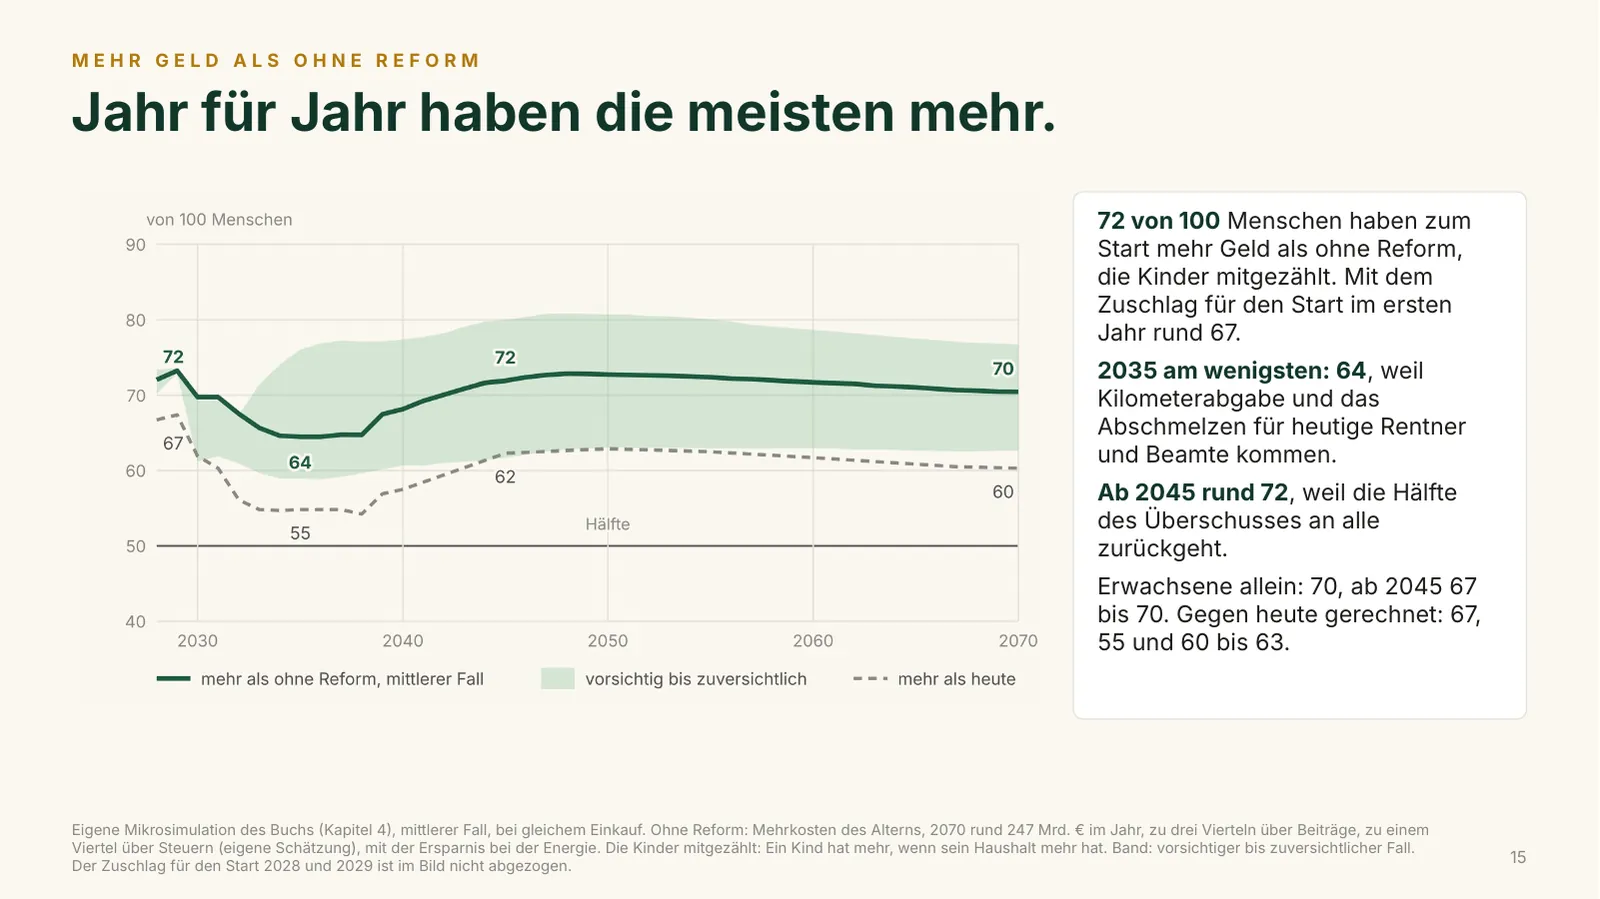 MEHR GELD ALS OHNE REFORM
Jahr für Jahr haben die meisten mehr.
von 100 Menschen
90
80
70
60
50
40
72
67
64
55
72
62
Hälfte
70
60
2030
2040
2050
2060
2070
mehr als ohne Reform, mittlerer Fall
vorsichtig bis zuversichtlich
mehr als heute
72 von 100 Menschen haben zum
Start mehr Geld als ohne Reform,
die Kinder mitgezählt. Mit dem
Zuschlag für den Start im ersten
Jahr rund 67.
2035 am wenigsten: 64, weil
Kilometerabgabe und das
Abschmelzen für heutige Rentner
und Beamte kommen.
Ab 2045 rund 72, weil die Hälfte
des Überschusses an alle
zurückgeht.
Erwachsene allein: 70, ab 2045 67
bis 70. Gegen heute gerechnet: 67,
55 und 60 bis 63.
Eigene Mikrosimulation des Buchs (Kapitel 4), mittlerer Fall, bei gleichem Einkauf. Ohne Reform: Mehrkosten des Alterns, 2070 rund 247 Mrd. € im Jahr, zu drei Vierteln über Beiträge, zu einem
Viertel über Steuern (eigene Schätzung), mit der Ersparnis bei der Energie. Die Kinder mitgezählt: Ein Kind hat mehr, wenn sein Haushalt mehr hat. Band: vorsichtiger bis zuversichtlicher Fall.
Der Zuschlag für den Start 2028 und 2029 ist im Bild nicht abgezogen.
15